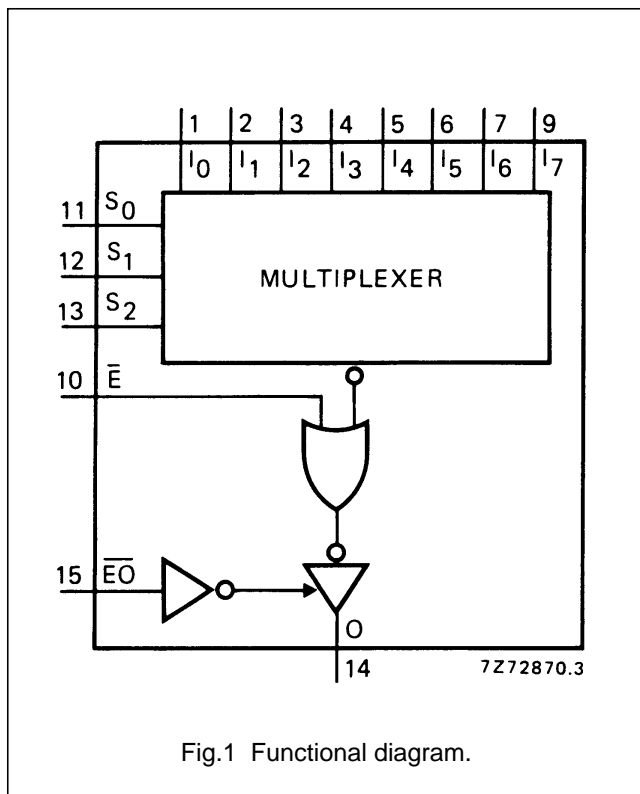 1 2 3 4 5 6 7 9
I0 I1 I2 I3 I4 I5 I6 I7
11 S0
12 S1
MULTIPLEXER
13 S2
10 E̅
15 E̅O̅
O
14
7Z72870.3
Fig.1 Functional diagram.